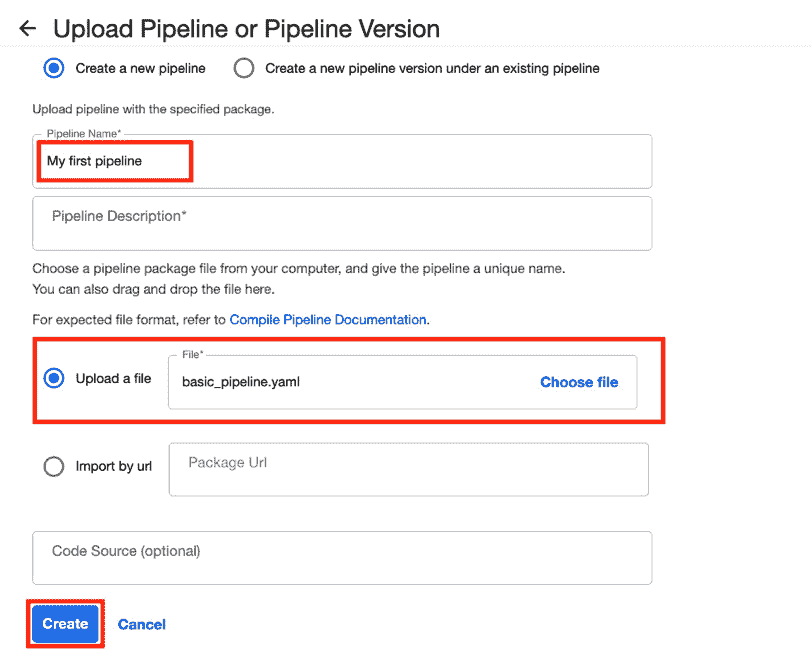 Upload Pipeline or Pipeline Version
Create a new pipeline Create a new pipeline version under an existing pipeline
Upload pipeline with the specified package.
Pipeline Name*
My first pipeline
Pipeline Description*
Choose a pipeline package file from your computer, and give the pipeline a unique name.
You can also drag and drop the file here.
For expected file format, refer to Compile Pipeline Documentation.
File*
Upload a file basic_pipeline.yaml Choose file
Import by url Package Url
Code Source (optional)
Create Cancel